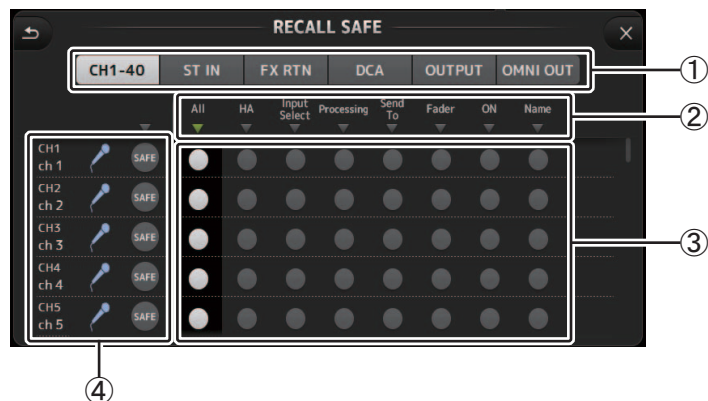 RECALL SAFE
CH1-40 ST IN FX RTN DCA OUTPUT OMNI OUT
①
All HA Input Select Processing Send To Fader ON Name
②
CH1
ch 1
SAFE
CH2
ch 2
SAFE
CH3
ch 3
SAFE
③
CH4
ch 4
SAFE
CH5
ch 5
SAFE
④